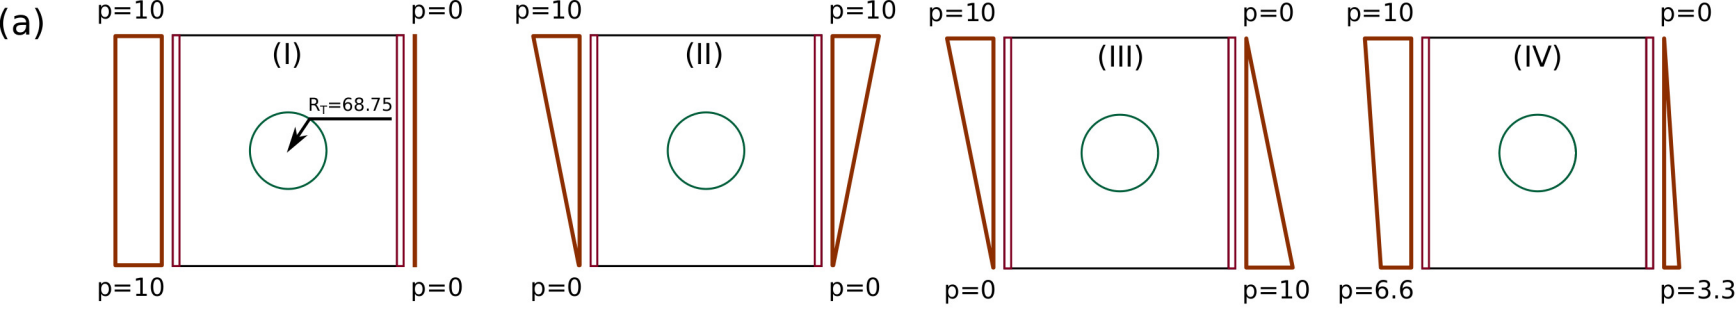 (a)
p=10 p=0 p=10 p=10 p=10 p=0 p=10 p=0
(I) (II) (III) (IV)
R_T=68.75
p=10 p=0 p=0 p=0 p=0 p=10 p=6.6 p=3.3